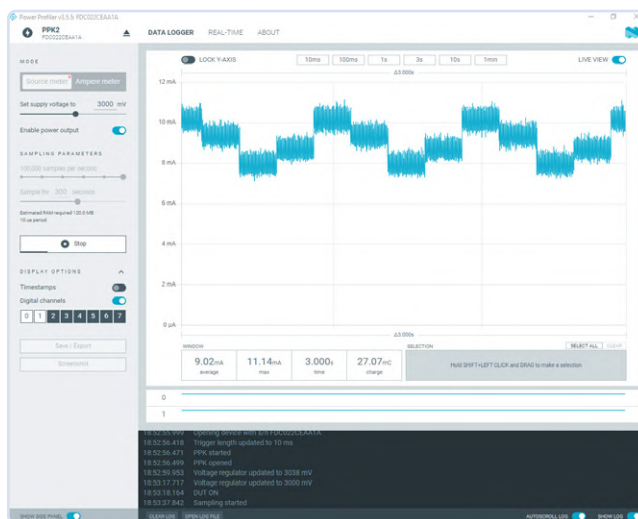 Power Profiler v3.5.5: FDC022CEAA1A
PPK2
FDC022CEAA1A
DATA LOGGER
REAL-TIME
ABOUT
MODE
Source meter
Ampere meter
Set supply voltage to 3000 mV
Enable power output
SAMPLING PARAMETERS
100,000 samples per second
Sample for 300 seconds
Estimated RAM required 120.0 MB
10 us period
Stop
DISPLAY OPTIONS
Timestamps
Digital channels
0 1 2 3 4 5 6 7
Save / Export
Screenshot
SHOW SIDE PANEL
LOCK Y-AXIS
10ms 100ms 1s 3s 10s 1min
LIVE VIEW
Δ3.000s
12 mA
10 mA
8 mA
6 mA
4 mA
2 mA
0 µA
Δ3.000s
WINDOW
9.02mA average
11.14mA max
3.000s time
27.07mC charge
SELECTION
SELECT ALL
CLEAR
Hold SHIFT+LEFT CLICK and DRAG to make a selection
0
1
18:52:55.999 Opening device with s/n FDC022CEAA1A
18:52:56.418 Trigger length updated to 10 ms
18:52:56.471 PPK started
18:52:56.499 PPK opened
18:52:59.953 Voltage regulator updated to 3038 mV
18:53:17.717 Voltage regulator updated to 3000 mV
18:53:18.164 DUT ON
18:53:37.842 Sampling started
CLEAR LOG
OPEN LOG FILE
AUTOSCROLL LOG
SHOW LOG